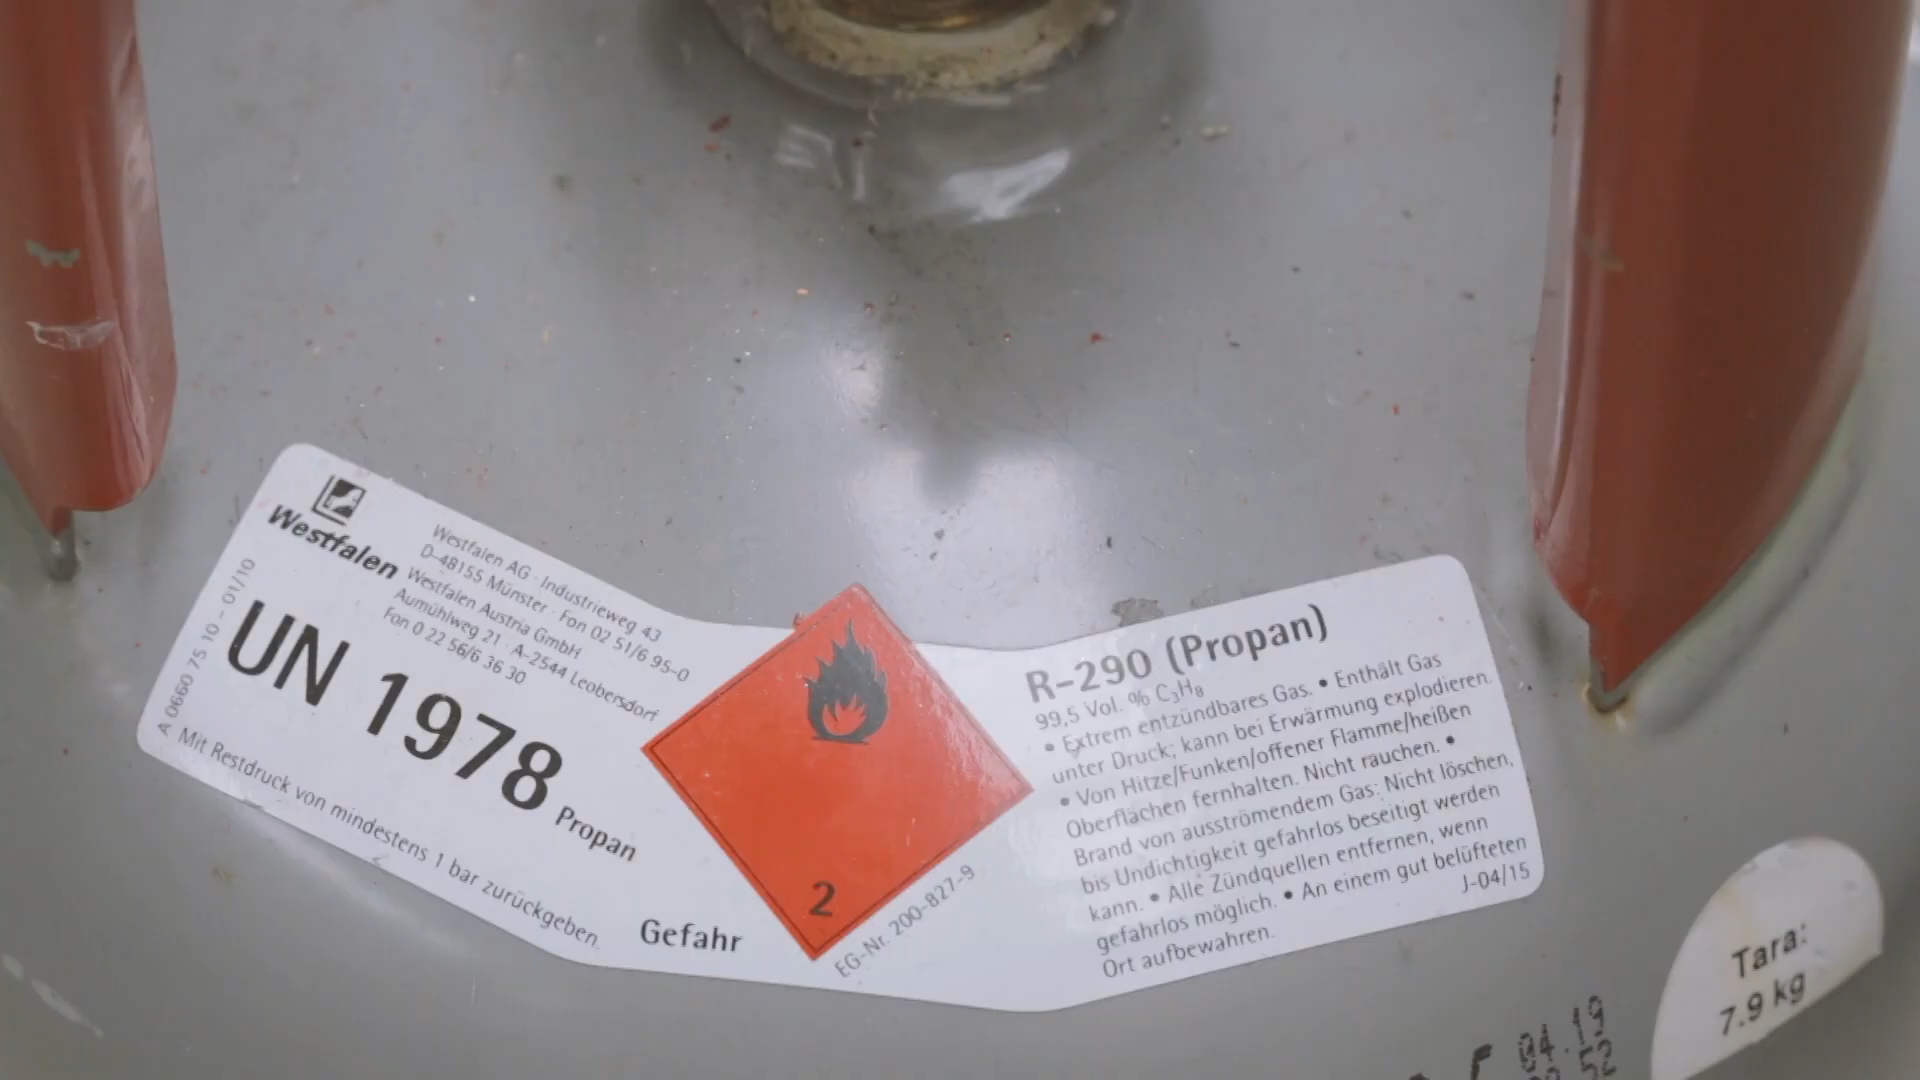 Westfalen
Westfalen AG · Industrieweg 43
D-48155 Münster · Fon 02 51/6 95-0
Westfalen Austria GmbH
Aumühlweg 21 · A-2544 Leobersdorf
Fon 0 22 56/6 36 30
A 0660 75 10 - 01/10
UN 1978 Propan
Mit Restdruck von mindestens 1 bar zurückgeben.
Gefahr
2
EG-Nr. 200-827-9
R-290 (Propan)
99,5 Vol. % C₃H₈
• Extrem entzündbares Gas. • Enthält Gas
unter Druck; kann bei Erwärmung explodieren.
• Von Hitze/Funken/offener Flamme/heißen
Oberflächen fernhalten. Nicht rauchen. •
Brand von ausströmendem Gas: Nicht löschen,
bis Undichtigkeit gefahrlos beseitigt werden
kann. • Alle Zündquellen entfernen, wenn
gefahrlos möglich. • An einem gut belüfteten
Ort aufbewahren.
J-04/15
Tara:
7.9 kg
04.19